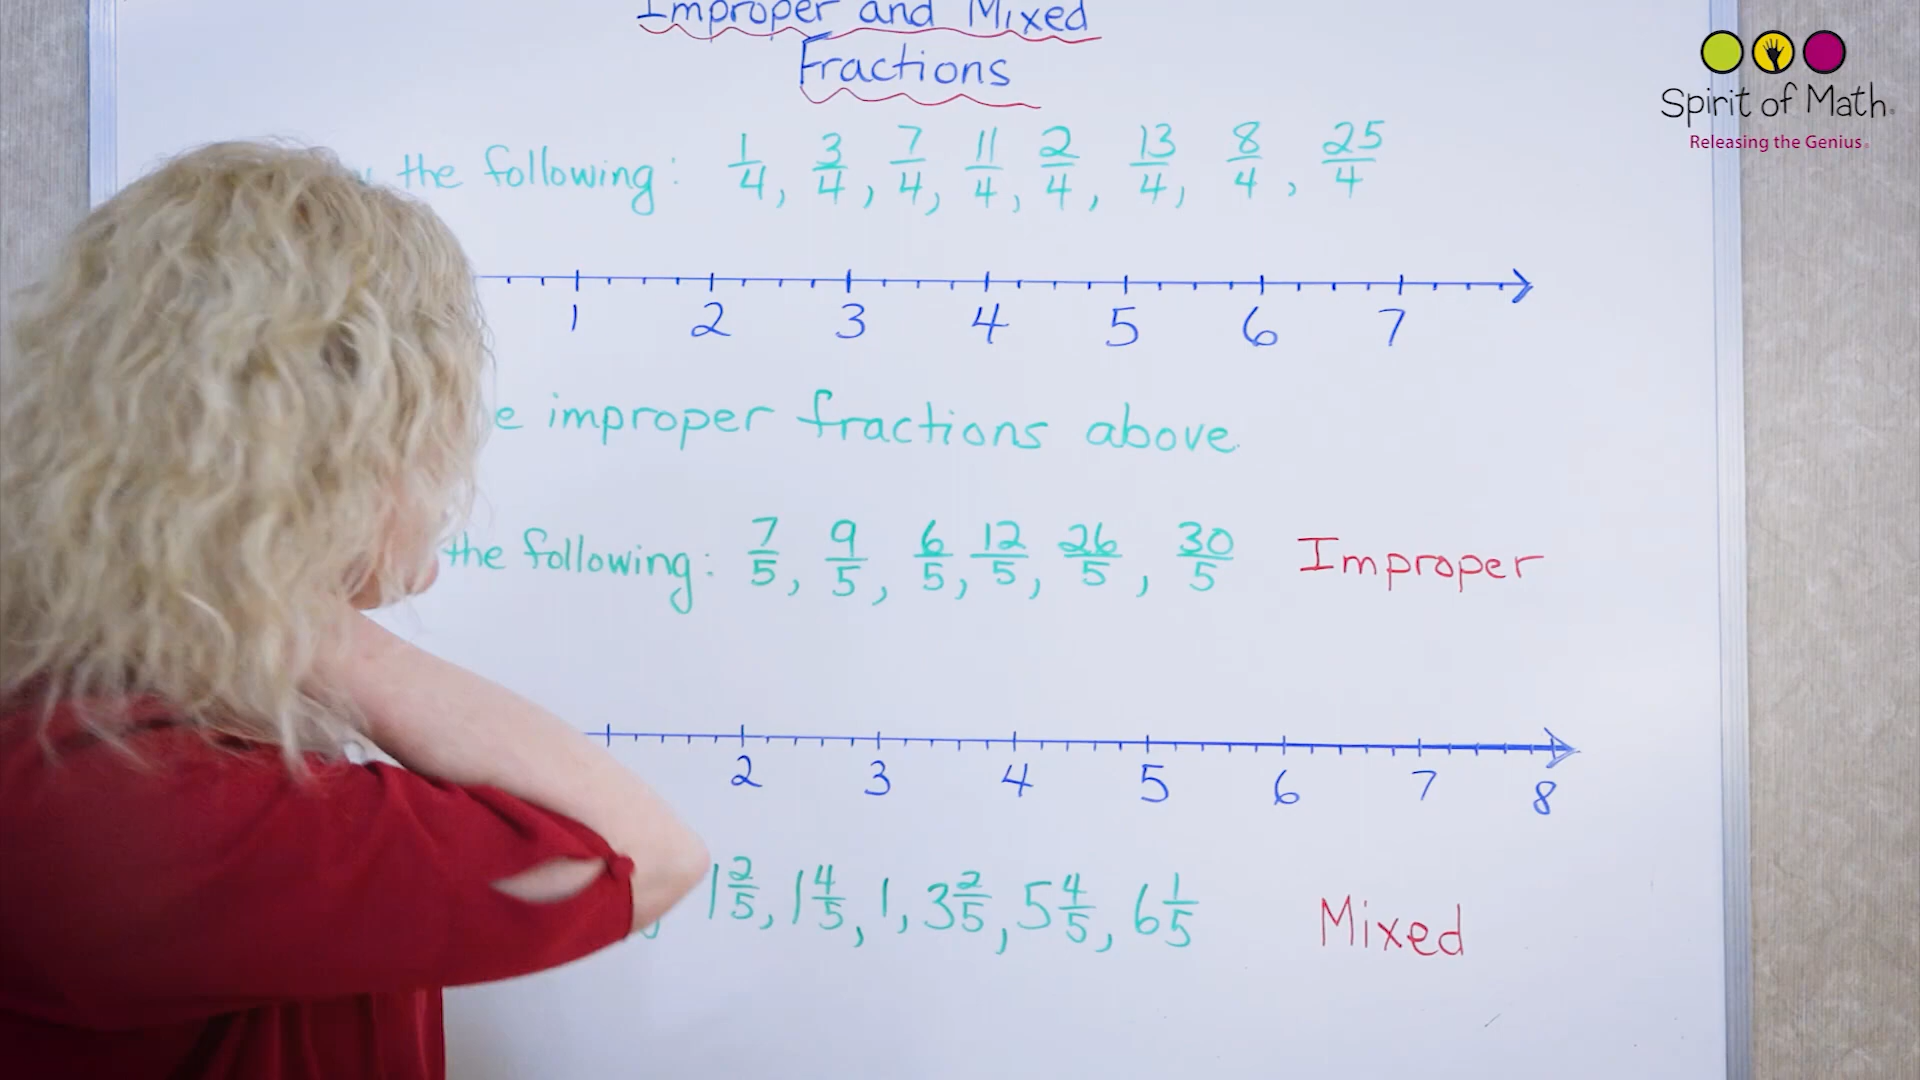 Improper and Mixed
Fractions
Spirit of Math
Releasing the Genius
the following: 1/4, 3/4, 7/4, 11/4, 2/4, 13/4, 8/4, 25/4
1 2 3 4 5 6 7
improper fractions above
the following: 7/5, 9/5, 6/5, 12/5, 26/5, 30/5 Improper
2 3 4 5 6 7 8
1 2/5, 1 4/5, 1, 3 2/5, 5 4/5, 6 1/5 Mixed